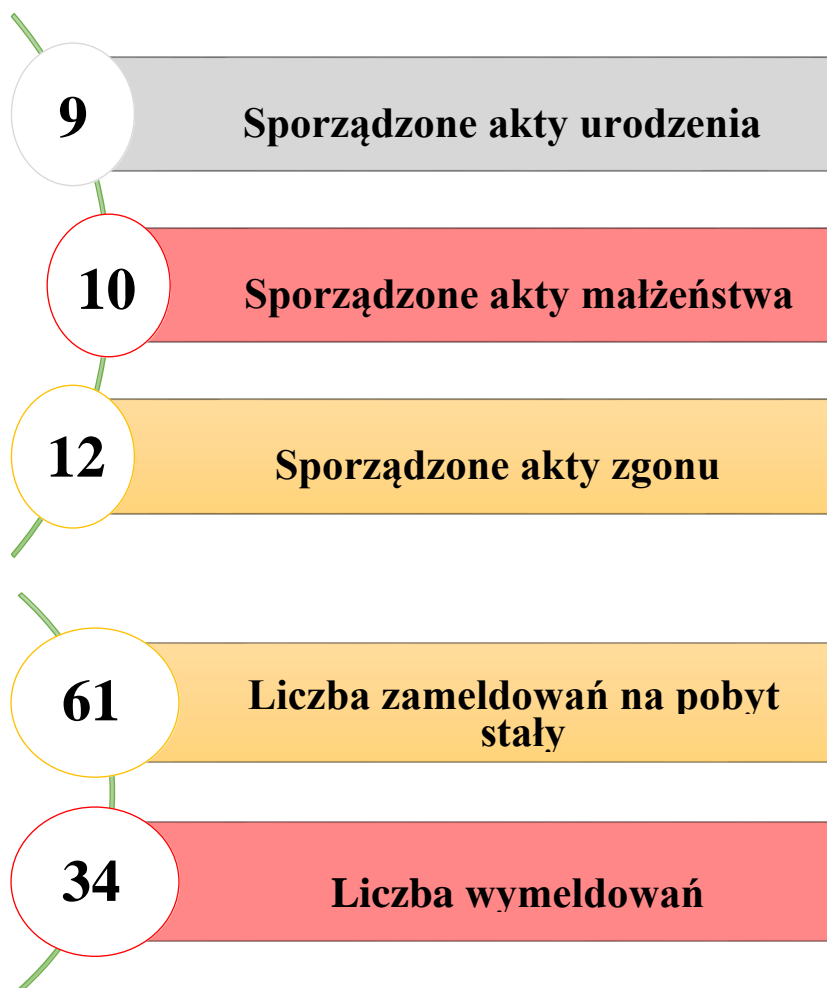 9
Sporządzone akty urodzenia
10
Sporządzone akty małżeństwa
12
Sporządzone akty zgonu
61
Liczba zameldowań na pobyt
stały
34
Liczba wymeldowań